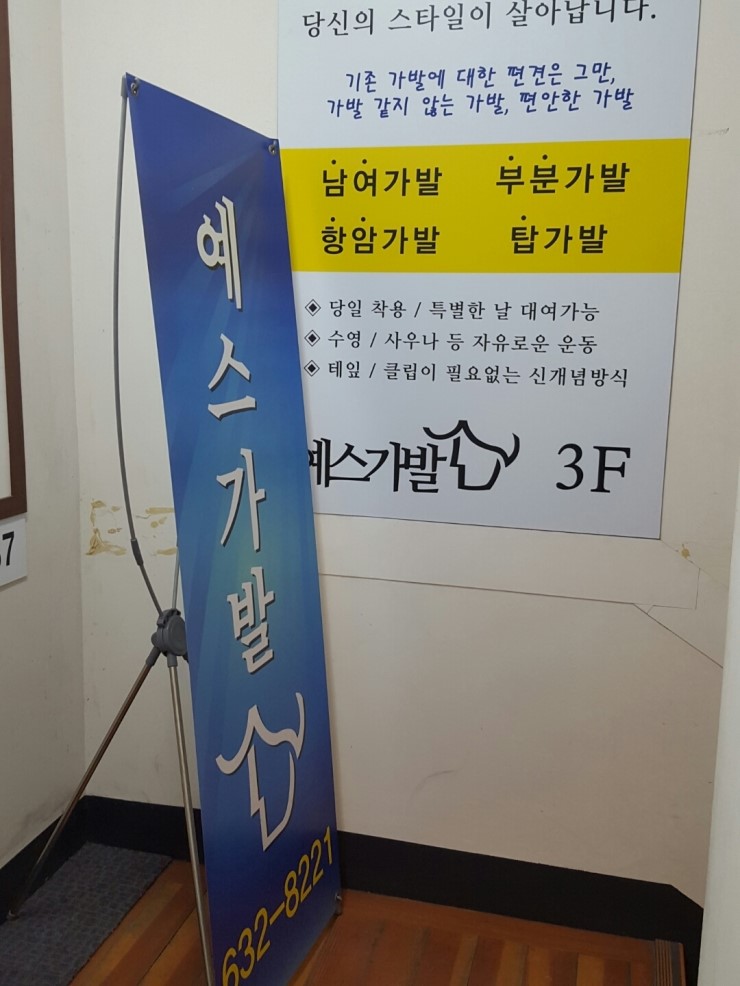 당신의 스타일이 살아납니다.
기존 가발에 대한 편견은 그만,
가발 같지 않는 가발, 편안한 가발
남여가발 부분가발
항암가발 탑가발
◈ 당일 착용 / 특별한 날 대여가능
◈ 수영 / 사우나 등 자유로운 운동
◈ 테잎 / 클립이 필요없는 신개념방식
예스가발 3F
예스가발
632-8221
7